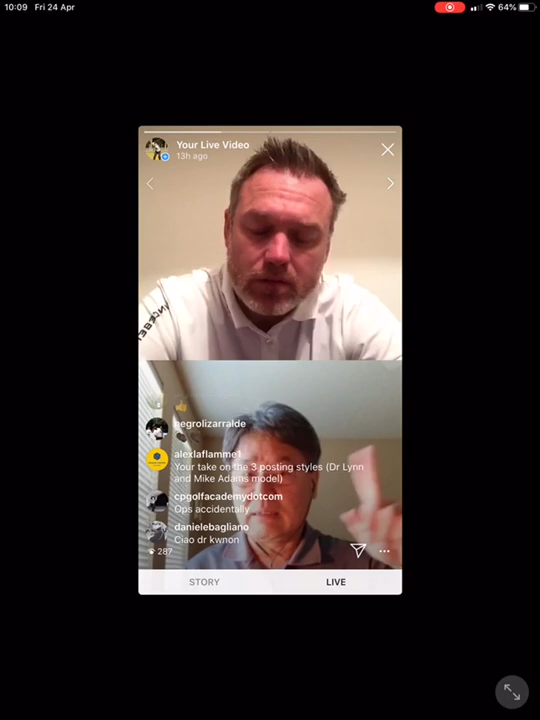 10:09 Fri 24 Apr
64%
Your Live Video
13h ago
negrolizarralde
alexlaflamme1
Your take on the 3 posting styles (Dr Lynn
and Mike Adams model)
cpgolfacademydotcom
Ops accidentally
danielebagliano
Ciao dr kwnon
287
STORY LIVE